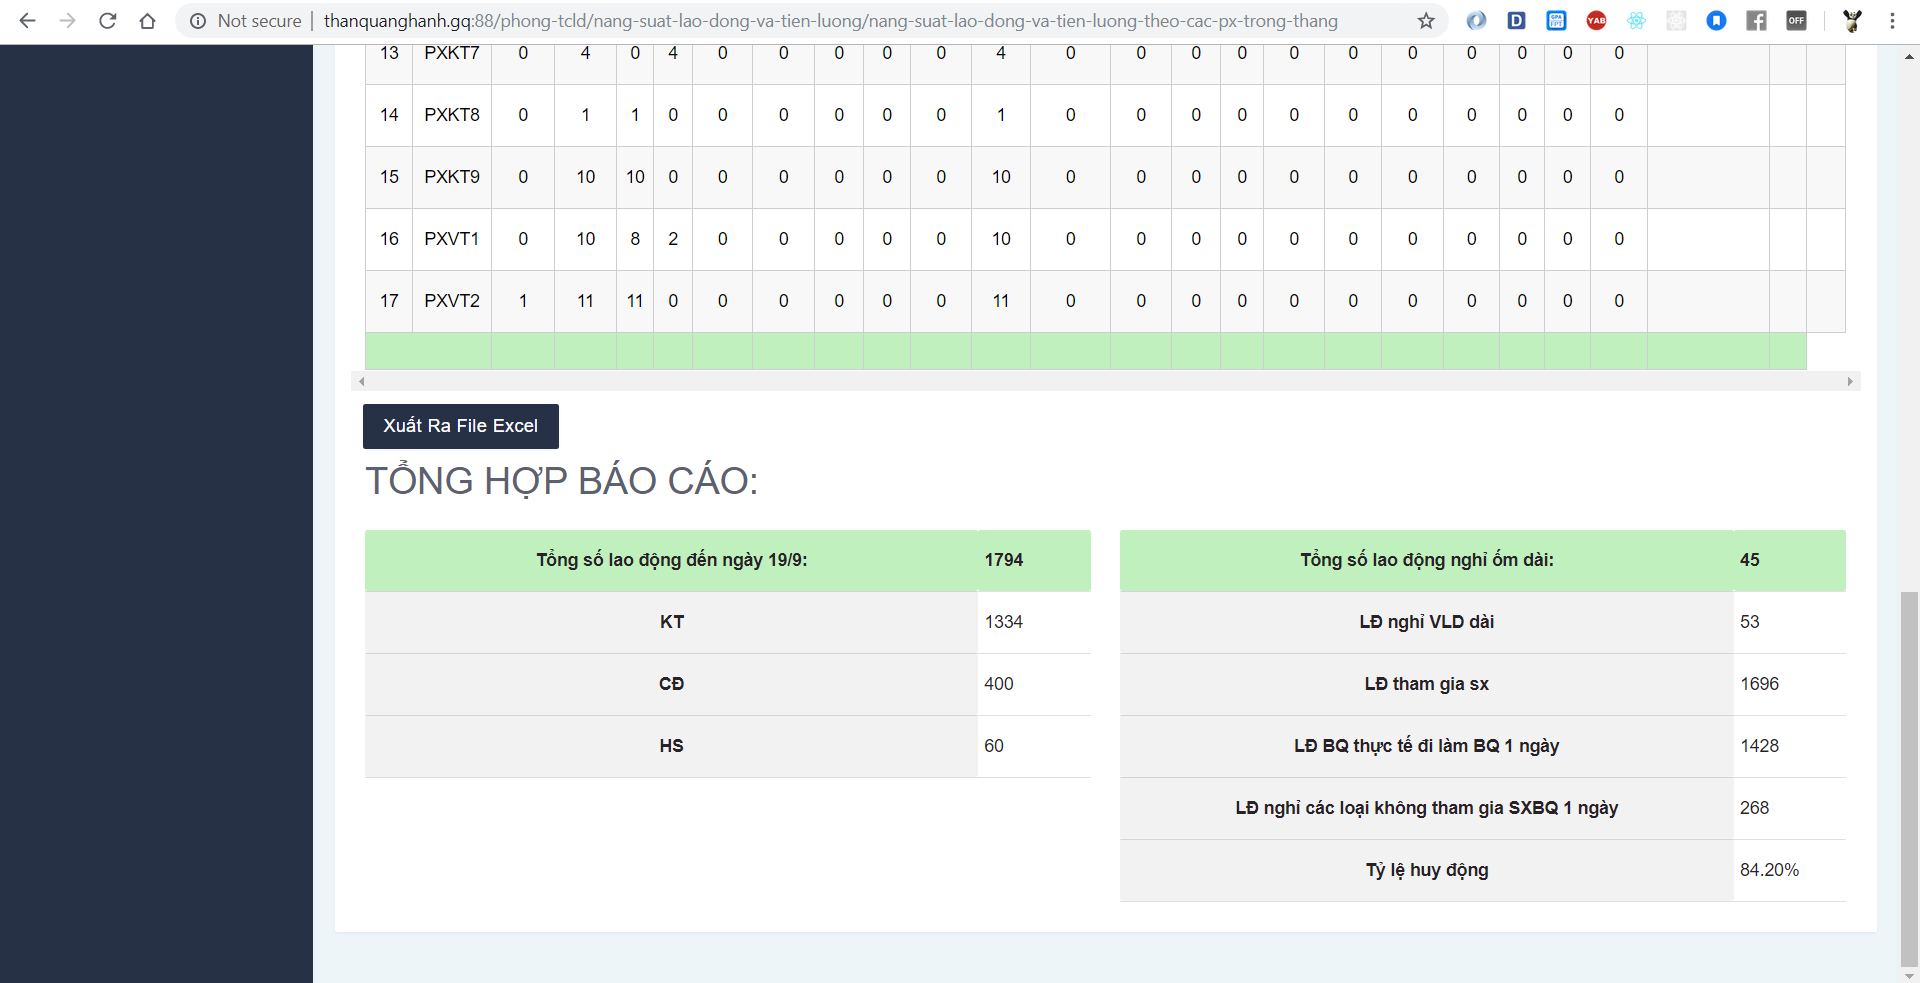 Not secure | thanquanghanh.gq:88/phong-tcld/nang-suat-lao-dong-va-tien-luong/nang-suat-lao-dong-va-tien-luong-theo-cac-px-trong-thang
D GPA FPT YAB OFF
13 PXKT7 0 4 0 4 0 0 0 0 0 4 0 0 0 0 0 0 0 0 0 0 0
14 PXKT8 0 1 1 0 0 0 0 0 0 1 0 0 0 0 0 0 0 0 0 0 0
15 PXKT9 0 10 10 0 0 0 0 0 0 10 0 0 0 0 0 0 0 0 0 0 0
16 PXVT1 0 10 8 2 0 0 0 0 0 10 0 0 0 0 0 0 0 0 0 0 0
17 PXVT2 1 11 11 0 0 0 0 0 0 11 0 0 0 0 0 0 0 0 0 0 0
Xuất Ra File Excel
TỔNG HỢP BÁO CÁO:
Tổng số lao động đến ngày 19/9: 1794
KT 1334
CĐ 400
HS 60
Tổng số lao động nghỉ ốm dài: 45
LĐ nghỉ VLD dài 53
LĐ tham gia sx 1696
LĐ BQ thực tế đi làm BQ 1 ngày 1428
LĐ nghỉ các loại không tham gia SXBQ 1 ngày 268
Tỷ lệ huy động 84.20%